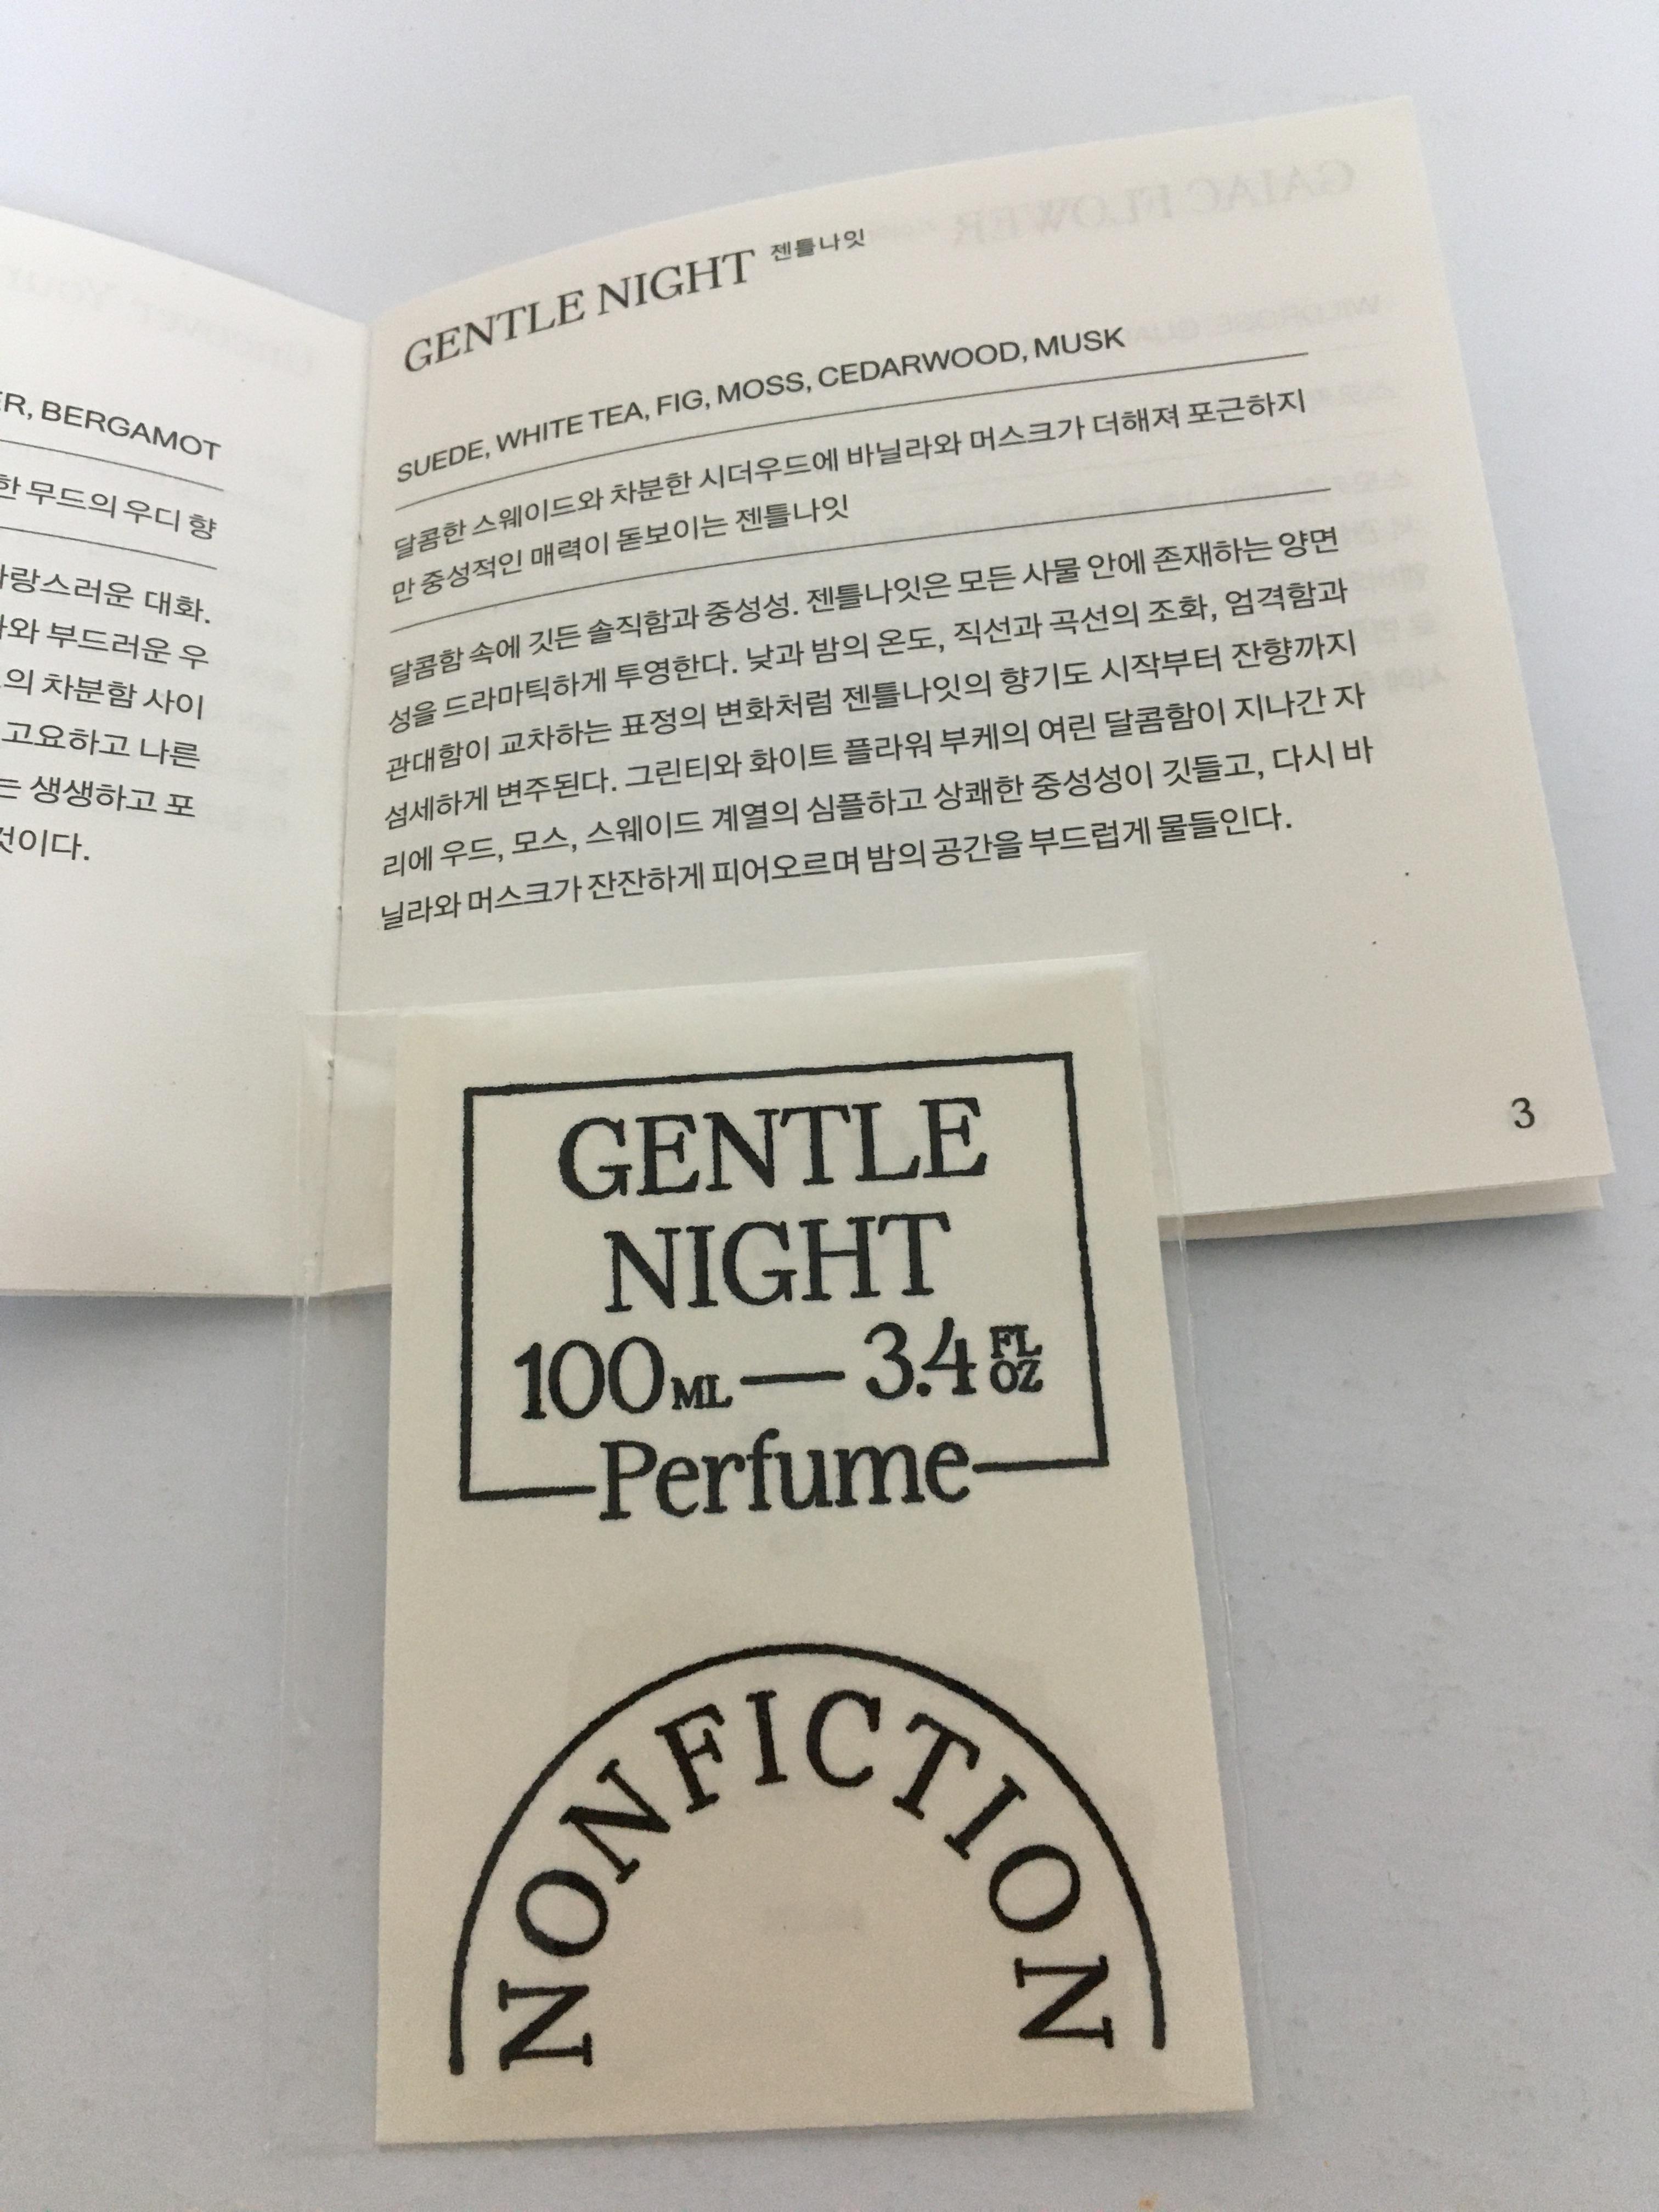 BERGAMOT
한 무드의 우디 향
랑스러운 대화.
와 부드러운 우
의 차분함 사이
고요하고 나른
는 생생하고 포
것이다.
GENTLE NIGHT 젠틀나잇
SUEDE, WHITE TEA, FIG, MOSS, CEDARWOOD, MUSK
달콤한 스웨이드와 차분한 시더우드에 바닐라와 머스크가 더해져 포근하지
만 중성적인 매력이 돋보이는 젠틀나잇
달콤함 속에 깃든 솔직함과 중성성. 젠틀나잇은 모든 사물 안에 존재하는 양면
성을 드라마틱하게 투영한다. 낮과 밤의 온도, 직선과 곡선의 조화, 엄격함과
관대함이 교차하는 표정의 변화처럼 젠틀나잇의 향기도 시작부터 잔향까지
섬세하게 변주된다. 그린티와 화이트 플라워 부케의 여린 달콤함이 지나간 자
리에 우드, 모스, 스웨이드 계열의 심플하고 상쾌한 중성성이 깃들고, 다시 바
닐라와 머스크가 잔잔하게 피어오르며 밤의 공간을 부드럽게 물들인다.
3
GENTLE
NIGHT
100ML — 3.4 FL OZ
Perfume
NONFICTION